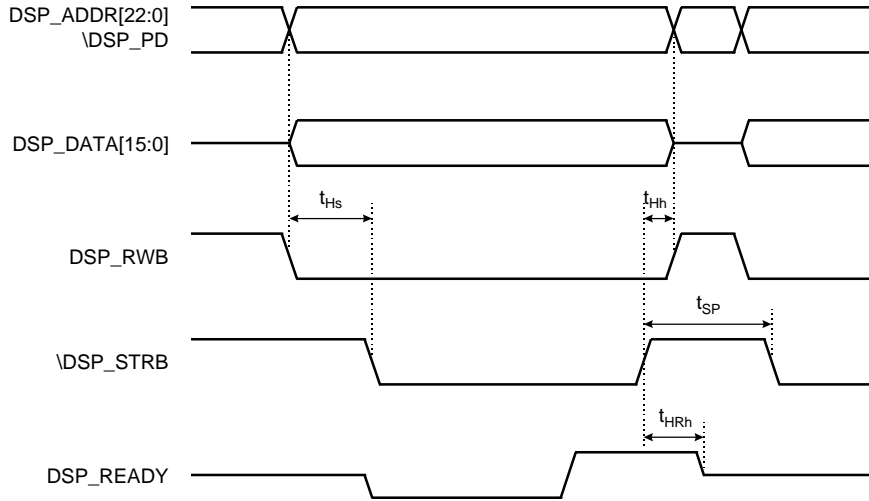 DSP_ADDR[22:0]
\DSP_PD
DSP_DATA[15:0]
tHs
tHh
DSP_RWB
tSP
\DSP_STRB
tHRh
DSP_READY